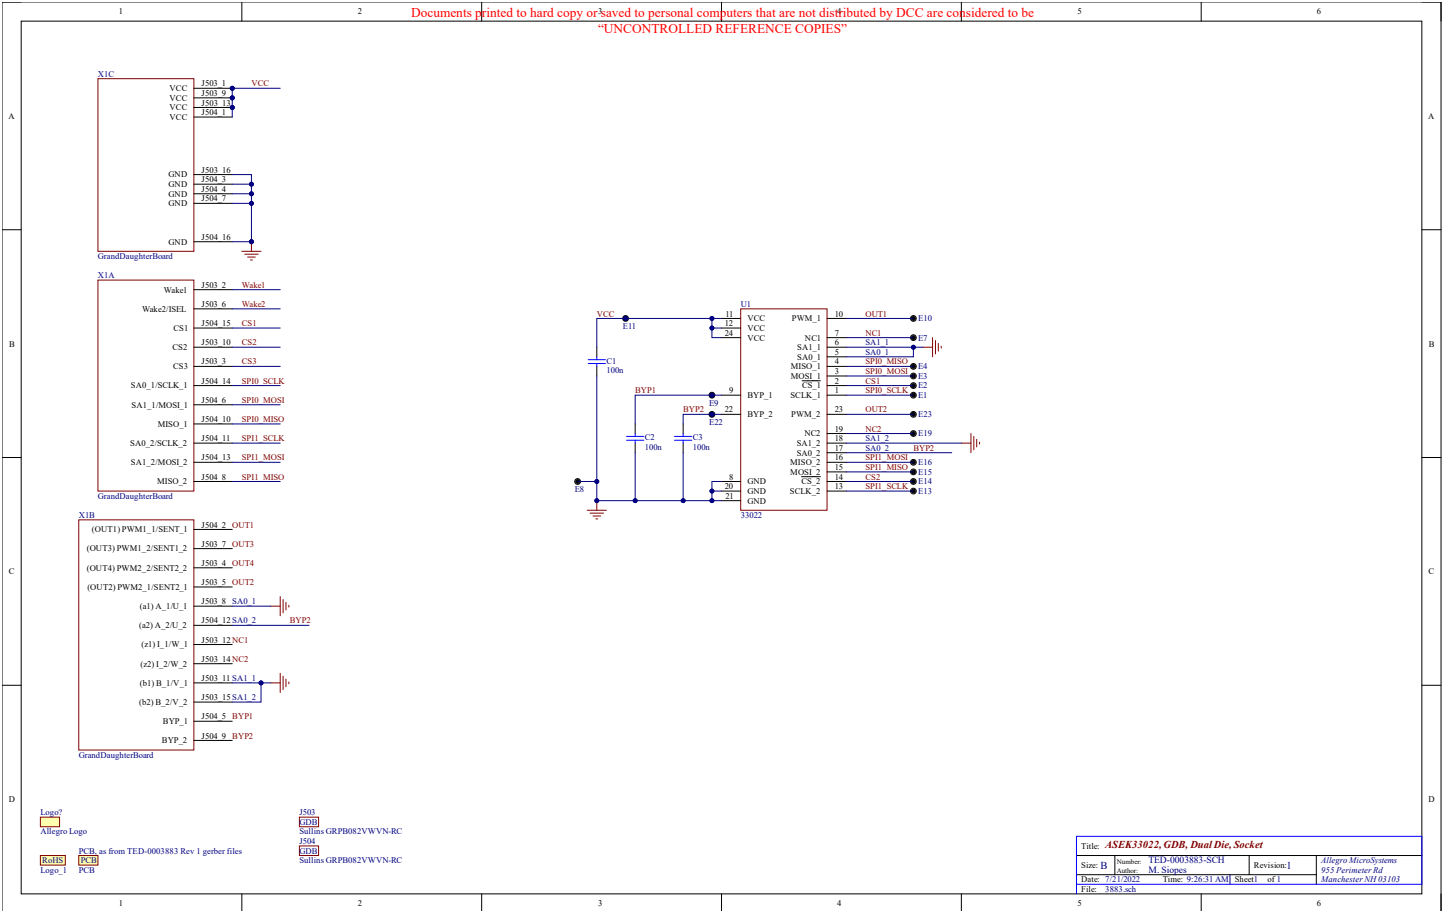 Documents printed to hard copy or saved to personal computers that are not distributed by DCC are considered to be
“UNCONTROLLED REFERENCE COPIES”
1 2 3 4 5 6
A A
B B
C C
D D
X1C
VCC J503_1 VCC
VCC J503_9
VCC J503_13
VCC J504_1
GND J503_16
GND J504_3
GND J504_4
GND J504_7
GND J504_16
GrandDaughterBoard
X1A
Wake1 J503_2 Wake1
Wake2/ISEL J503_6 Wake2
CS1 J504_15 CS1
CS2 J503_10 CS2
CS3 J503_3 CS3
SA0_1/SCLK_1 J504_14 SPI0_SCLK
SA1_1/MOSI_1 J504_6 SPI0_MOSI
MISO_1 J504_10 SPI0_MISO
SA0_2/SCLK_2 J504_11 SPI1_SCLK
SA1_2/MOSI_2 J504_13 SPI1_MOSI
MISO_2 J504_8 SPI1_MISO
GrandDaughterBoard
X1B
(OUT1) PWM1_1/SENT_1 J504_2 OUT1
(OUT3) PWM1_2/SENT1_2 J503_7 OUT3
(OUT4) PWM2_2/SENT2_2 J503_4 OUT4
(OUT2) PWM2_1/SENT2_1 J503_5 OUT2
(a1) A_1/U_1 J503_8 SA0_1
(a2) A_2/U_2 J504_12 SA0_2 BYP2
(z1) I_1/W_1 J503_12 NC1
(z2) I_2/W_2 J503_14 NC2
(b1) B_1/V_1 J503_11 SA1_1
(b2) B_2/V_2 J503_15 SA1_2
BYP_1 J504_5 BYP1
BYP_2 J504_9 BYP2
GrandDaughterBoard
U1
VCC E11 11 VCC PWM_1 10 OUT1 E10
12 VCC
24 VCC NC1 7 NC1 E7
SA1_1 6 SA1_1
SA0_1 5 SA0_1
C1 MISO_1 4 SPI0_MISO E4
100n MOSI_1 3 SPI0_MOSI E3
CS_1 2 CS1 E2
BYP1 E9 9 BYP_1 SCLK_1 1 SPI0_SCLK E1
BYP2 E22 22 BYP_2 PWM_2 23 OUT2 E23
NC2 19 NC2 E19
C2 C3 SA1_2 18 SA1_2
100n 100n SA0_2 17 SA0_2 BYP2
MISO_2 16 SPI1_MOSI E16
MOSI_2 15 SPI1_MISO E15
E8 8 GND CS_2 14 CS2 E14
20 GND SCLK_2 13 SPI1_SCLK E13
21 GND
33022
Logo?
Allegro Logo
PCB, as from TED-0003883 Rev 1 gerber files
RoHS PCB
Logo_1 PCB
J503
GDB
Sullins GRPB082VWVN-RC
J504
GDB
Sullins GRPB082VWVN-RC
Title: ASEK33022, GDB, Dual Die, Socket
Size: B Number: TED-0003883-SCH Revision: 1
Author: M. Siopes
Date: 7/21/2022 Time: 9:26:31 AM Sheet1 of 1
File: 3883.sch
Allegro MicroSystems
955 Perimeter Rd
Manchester NH 03103
1 2 3 4 5 6